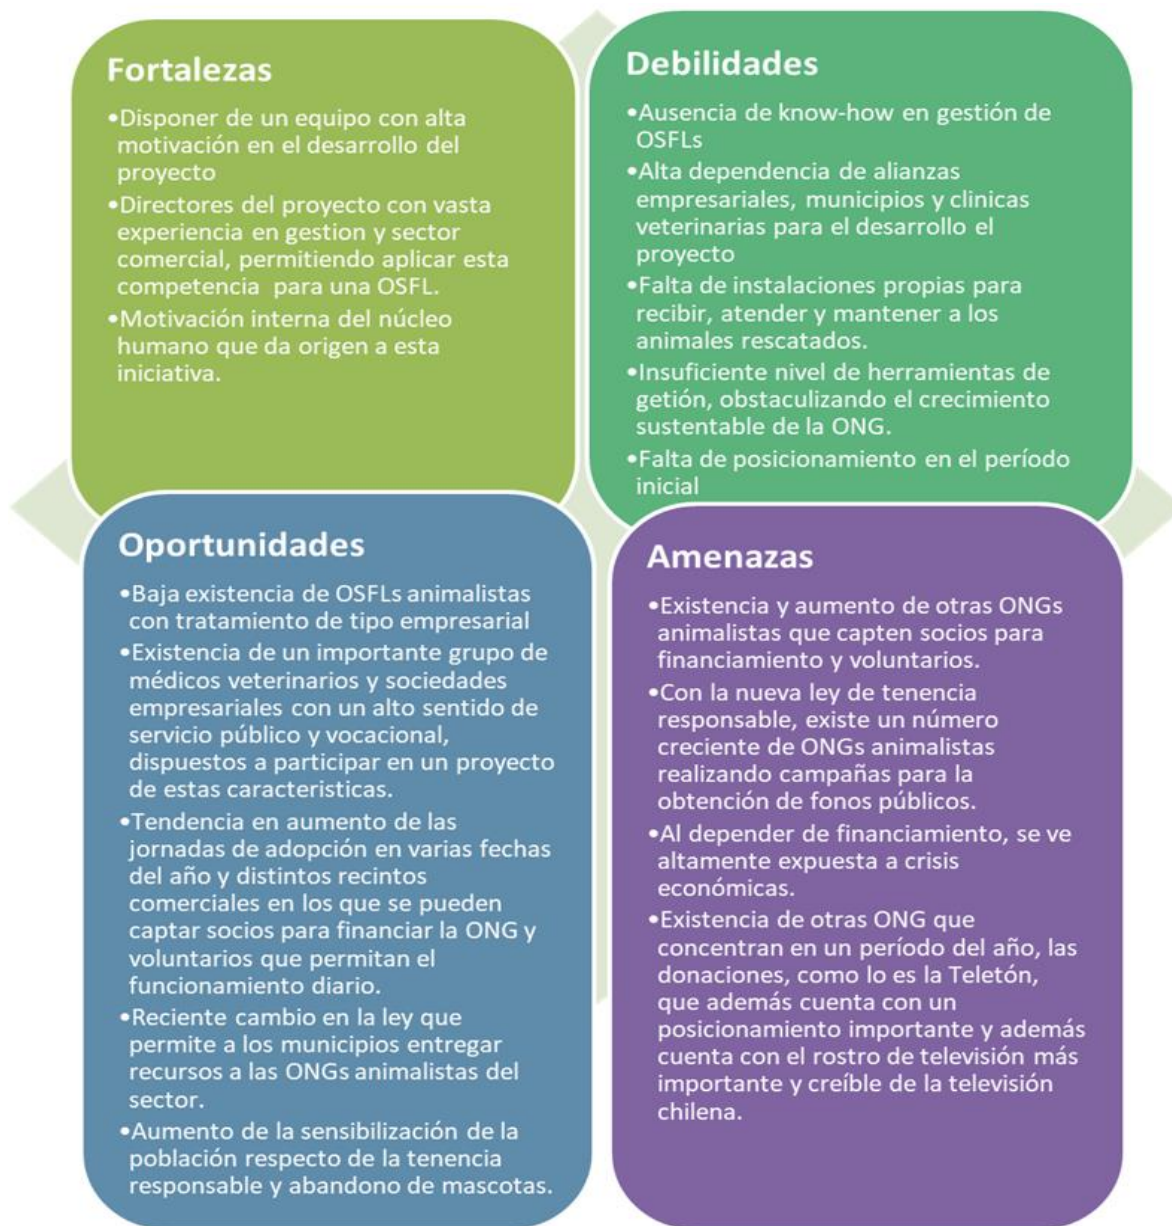 Fortalezas
•Disponer de un equipo con alta
motivación en el desarrollo del
proyecto
•Directores del proyecto con vasta
experiencia en gestion y sector
comercial, permitiendo aplicar esta
competencia para una OSFL.
•Motivación interna del núcleo
humano que da origen a esta
iniciativa.
Debilidades
•Ausencia de know-how en gestión de
OSFLs
•Alta dependencia de alianzas
empresariales, municipios y clinicas
veterinarias para el desarrollo el
proyecto
•Falta de instalaciones propias para
recibir, atender y mantener a los
animales rescatados.
•Insuficiente nivel de herramientas de
getión, obstaculizando el crecimiento
sustentable de la ONG.
•Falta de posicionamiento en el período
inicial
Oportunidades
•Baja existencia de OSFLs animalistas
con tratamiento de tipo empresarial
•Existencia de un importante grupo de
médicos veterinarios y sociedades
empresariales con un alto sentido de
servicio público y vocacional,
dispuestos a participar en un proyecto
de estas caracteristicas.
•Tendencia en aumento de las
jornadas de adopción en varias fechas
del año y distintos recintos
comerciales en los que se pueden
captar socios para financiar la ONG y
voluntarios que permitan el
funcionamiento diario.
•Reciente cambio en la ley que
permite a los municipios entregar
recursos a las ONGs animalistas del
sector.
•Aumento de la sensibilización de la
población respecto de la tenencia
responsable y abandono de mascotas.
Amenazas
•Existencia y aumento de otras ONGs
animalistas que capten socios para
financiamiento y voluntarios.
•Con la nueva ley de tenencia
responsable, existe un número
creciente de ONGs animalistas
realizando campañas para la
obtención de fonos públicos.
•Al depender de financiamiento, se ve
altamente expuesta a crisis
económicas.
•Existencia de otras ONG que
concentran en un período del año, las
donaciones, como lo es la Teletón,
que además cuenta con un
posicionamiento importante y además
cuenta con el rostro de televisión más
importante y creíble de la televisión
chilena.